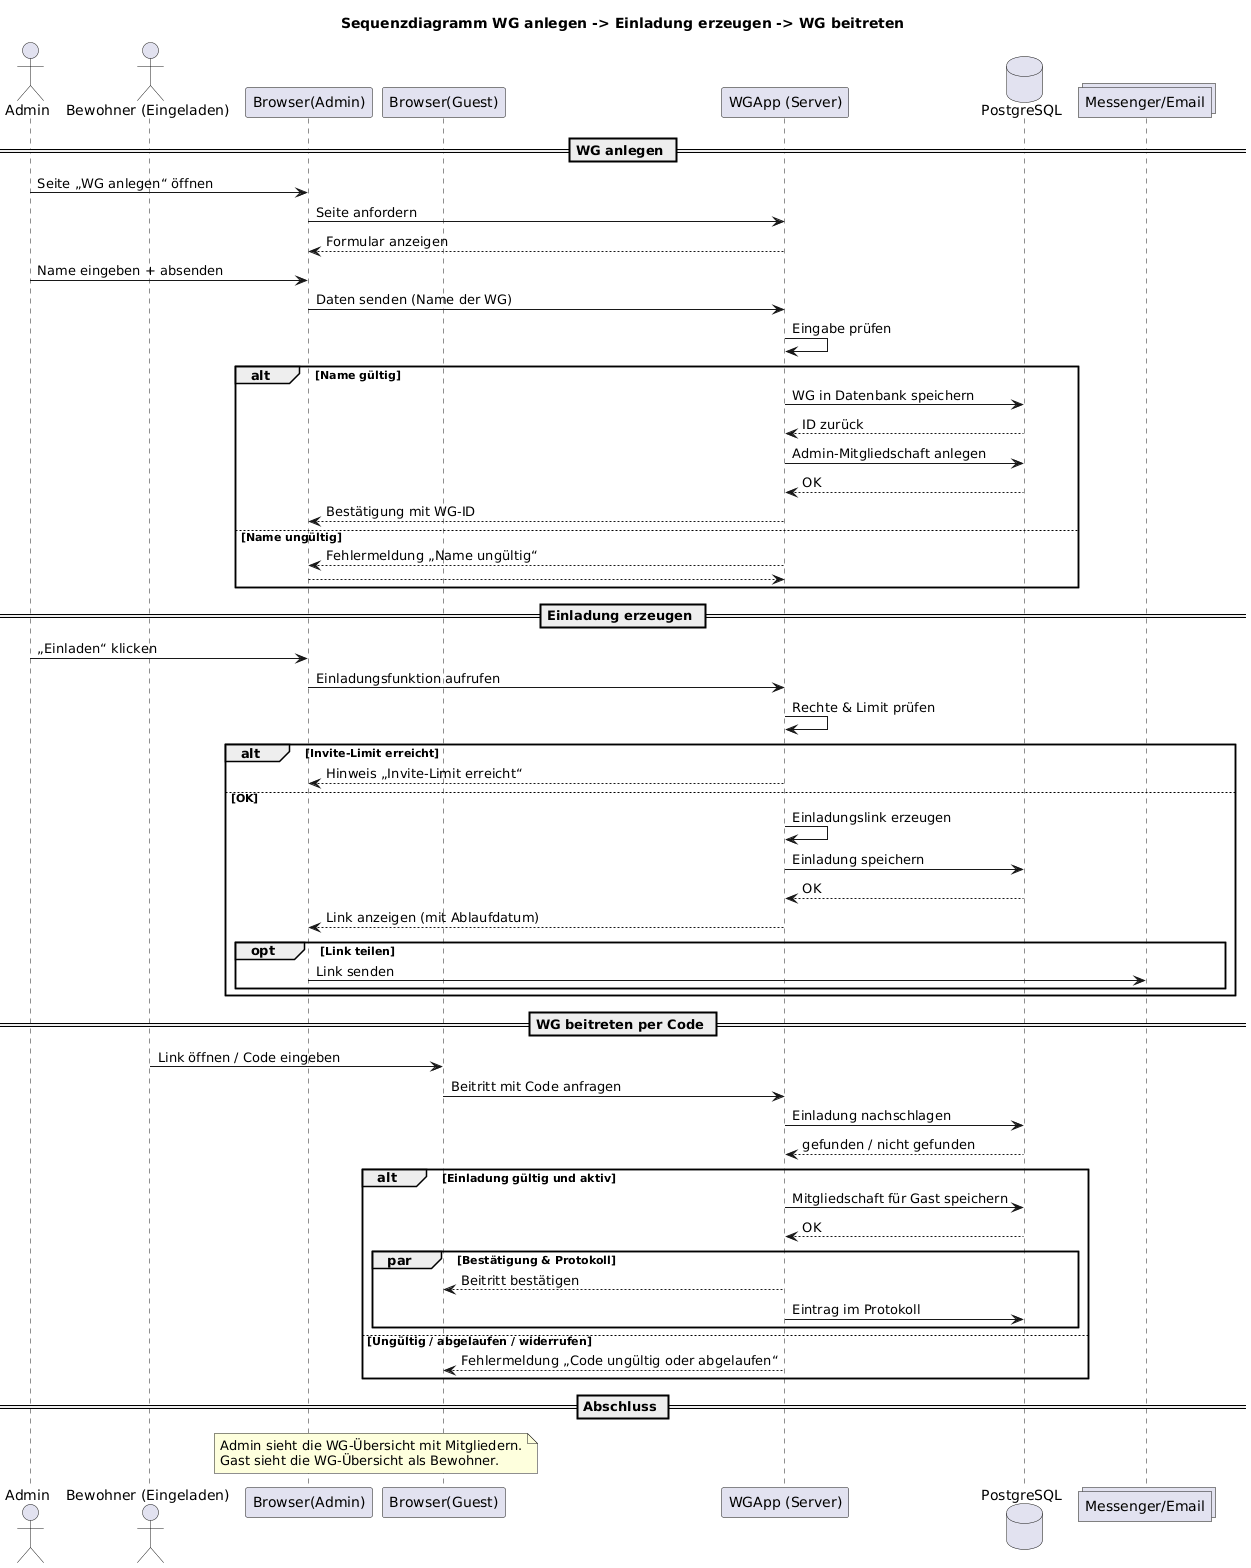 Sequenzdiagramm WG anlegen -> Einladung erzeugen -> WG beitreten
Admin
Bewohner (Eingeladen)
Browser(Admin)
Browser(Guest)
WGApp (Server)
PostgreSQL
Messenger/Email
WG anlegen
Seite „WG anlegen“ öffnen
Seite anfordern
Formular anzeigen
Name eingeben + absenden
Daten senden (Name der WG)
Eingabe prüfen
alt [Name gültig]
WG in Datenbank speichern
ID zurück
Admin-Mitgliedschaft anlegen
OK
Bestätigung mit WG-ID
[Name ungültig]
Fehlermeldung „Name ungültig“
Einladung erzeugen
„Einladen“ klicken
Einladungsfunktion aufrufen
Rechte & Limit prüfen
alt [Invite-Limit erreicht]
Hinweis „Invite-Limit erreicht“
[OK]
Einladungslink erzeugen
Einladung speichern
OK
Link anzeigen (mit Ablaufdatum)
opt [Link teilen]
Link senden
WG beitreten per Code
Link öffnen / Code eingeben
Beitritt mit Code anfragen
Einladung nachschlagen
gefunden / nicht gefunden
alt [Einladung gültig und aktiv]
Mitgliedschaft für Gast speichern
OK
par [Bestätigung & Protokoll]
Beitritt bestätigen
Eintrag im Protokoll
[Ungültig / abgelaufen / widerrufen]
Fehlermeldung „Code ungültig oder abgelaufen“
Abschluss
Admin sieht die WG-Übersicht mit Mitgliedern.
Gast sieht die WG-Übersicht als Bewohner.
Admin
Bewohner (Eingeladen)
Browser(Admin)
Browser(Guest)
WGApp (Server)
PostgreSQL
Messenger/Email